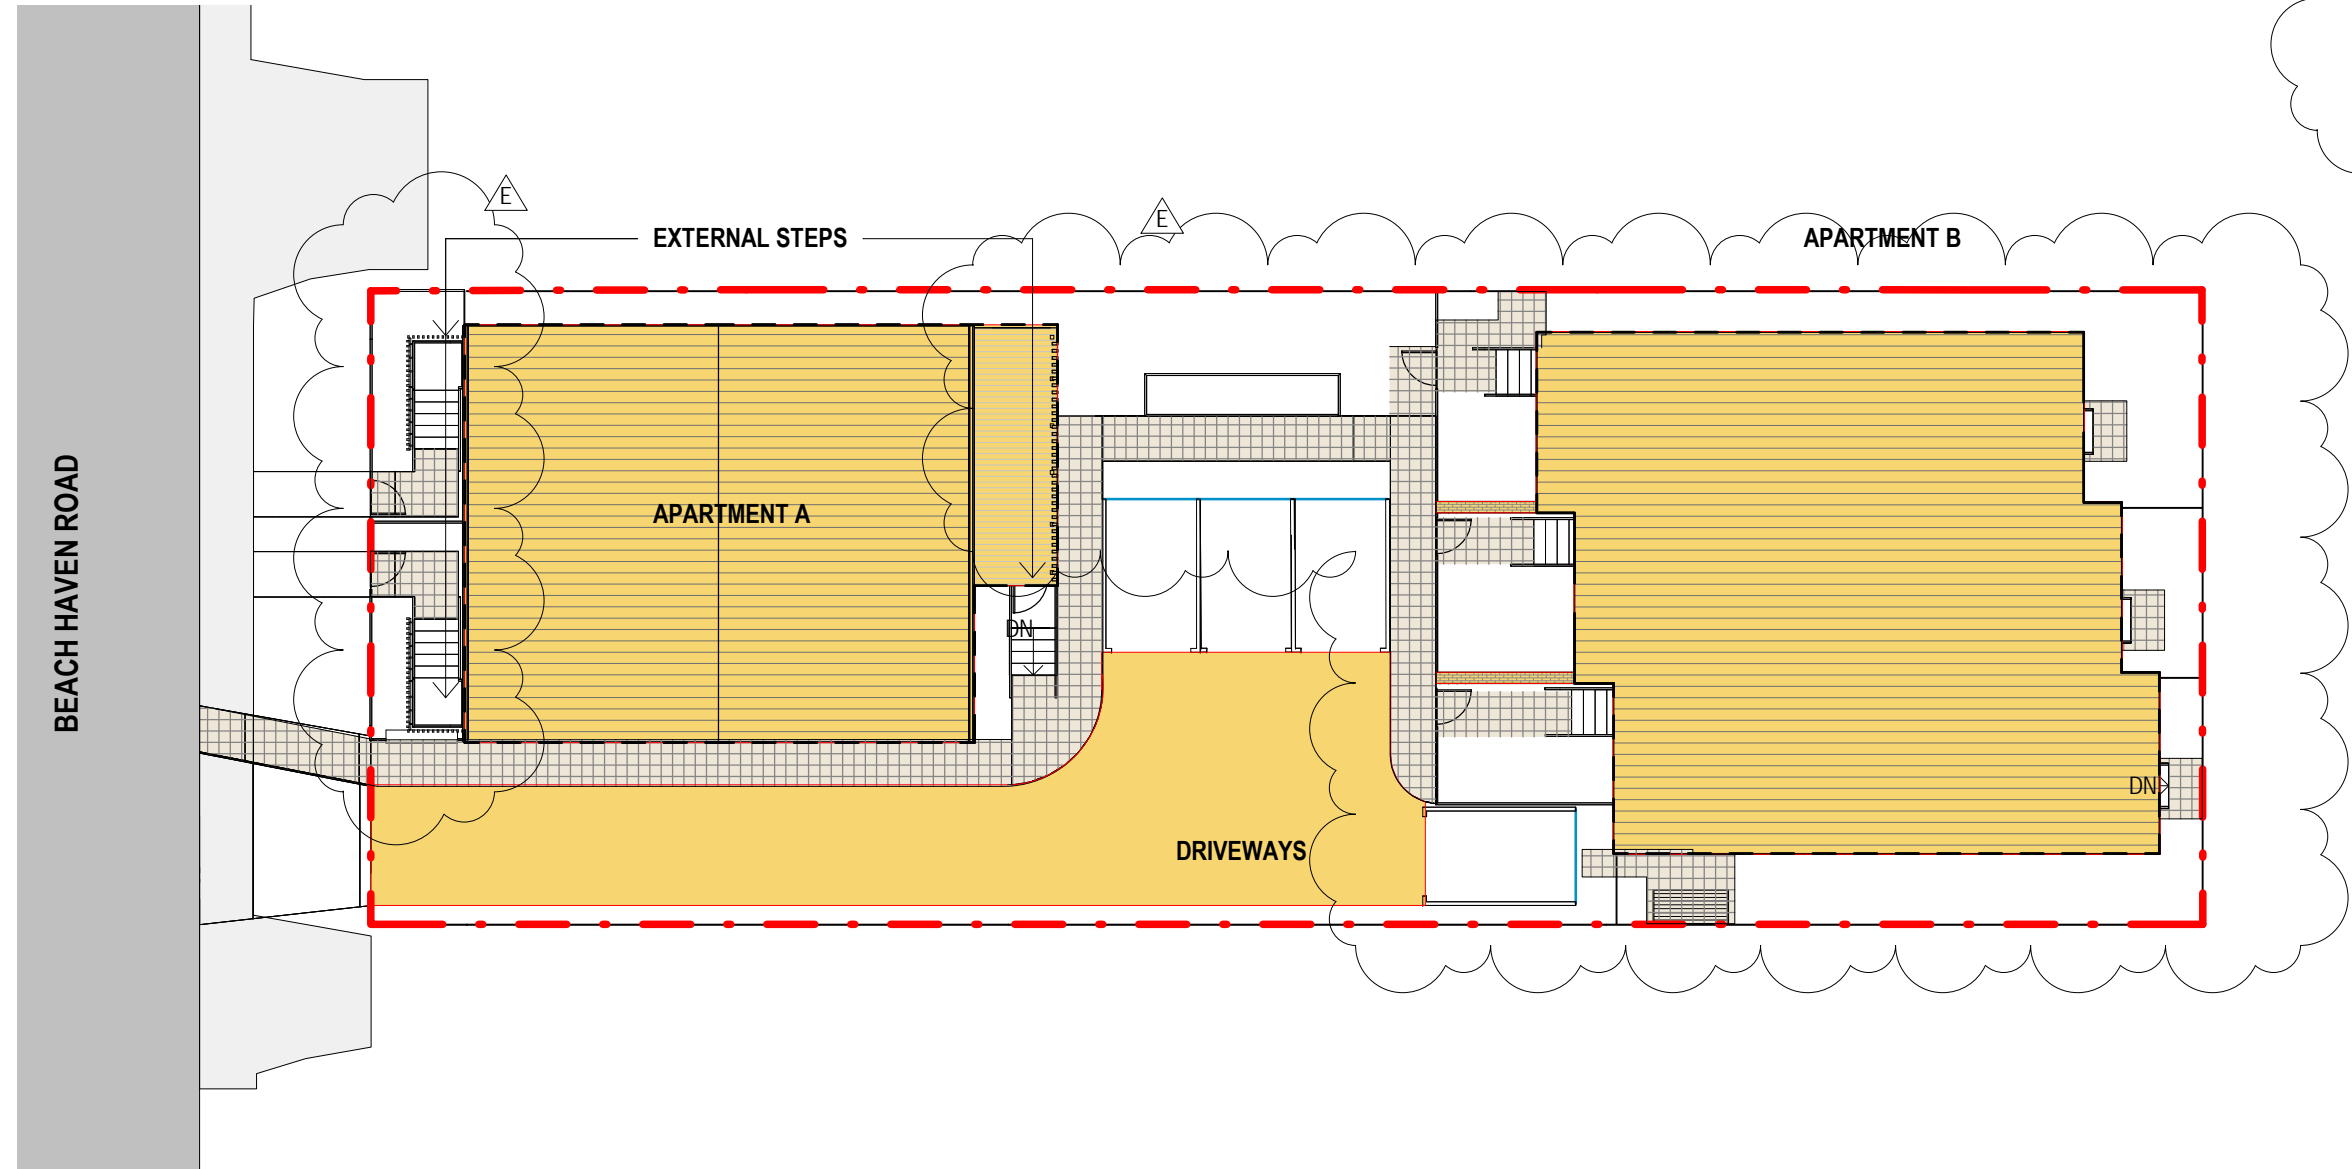 E
E
EXTERNAL STEPS
APARTMENT B
BEACH HAVEN ROAD
APARTMENT A
DN
DN
DRIVEWAYS